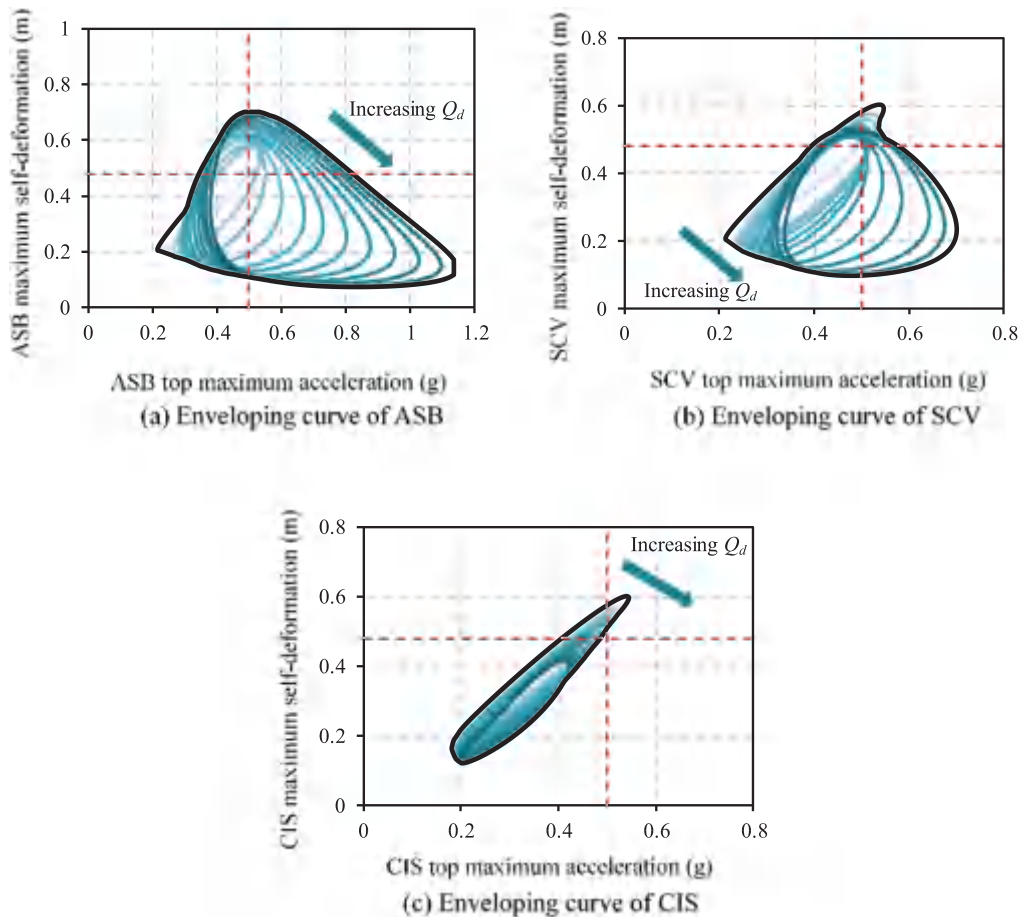 ASB maximum self-deformation (m)
1
0.8
0.6
0.4
0.2
0
0
0.2
0.4
0.6
0.8
1
1.2
Increasing Qd
ASB top maximum acceleration (g)
(a) Enveloping curve of ASB
SCV maximum self-deformation (m)
0.8
0.6
0.4
0.2
0
0
0.2
0.4
0.6
0.8
Increasing Qd
SCV top maximum acceleration (g)
(b) Enveloping curve of SCV
CIS maximum self-deformation (m)
0.8
0.6
0.4
0.2
0
0
0.2
0.4
0.6
0.8
Increasing Qd
CIS top maximum acceleration (g)
(c) Enveloping curve of CIS